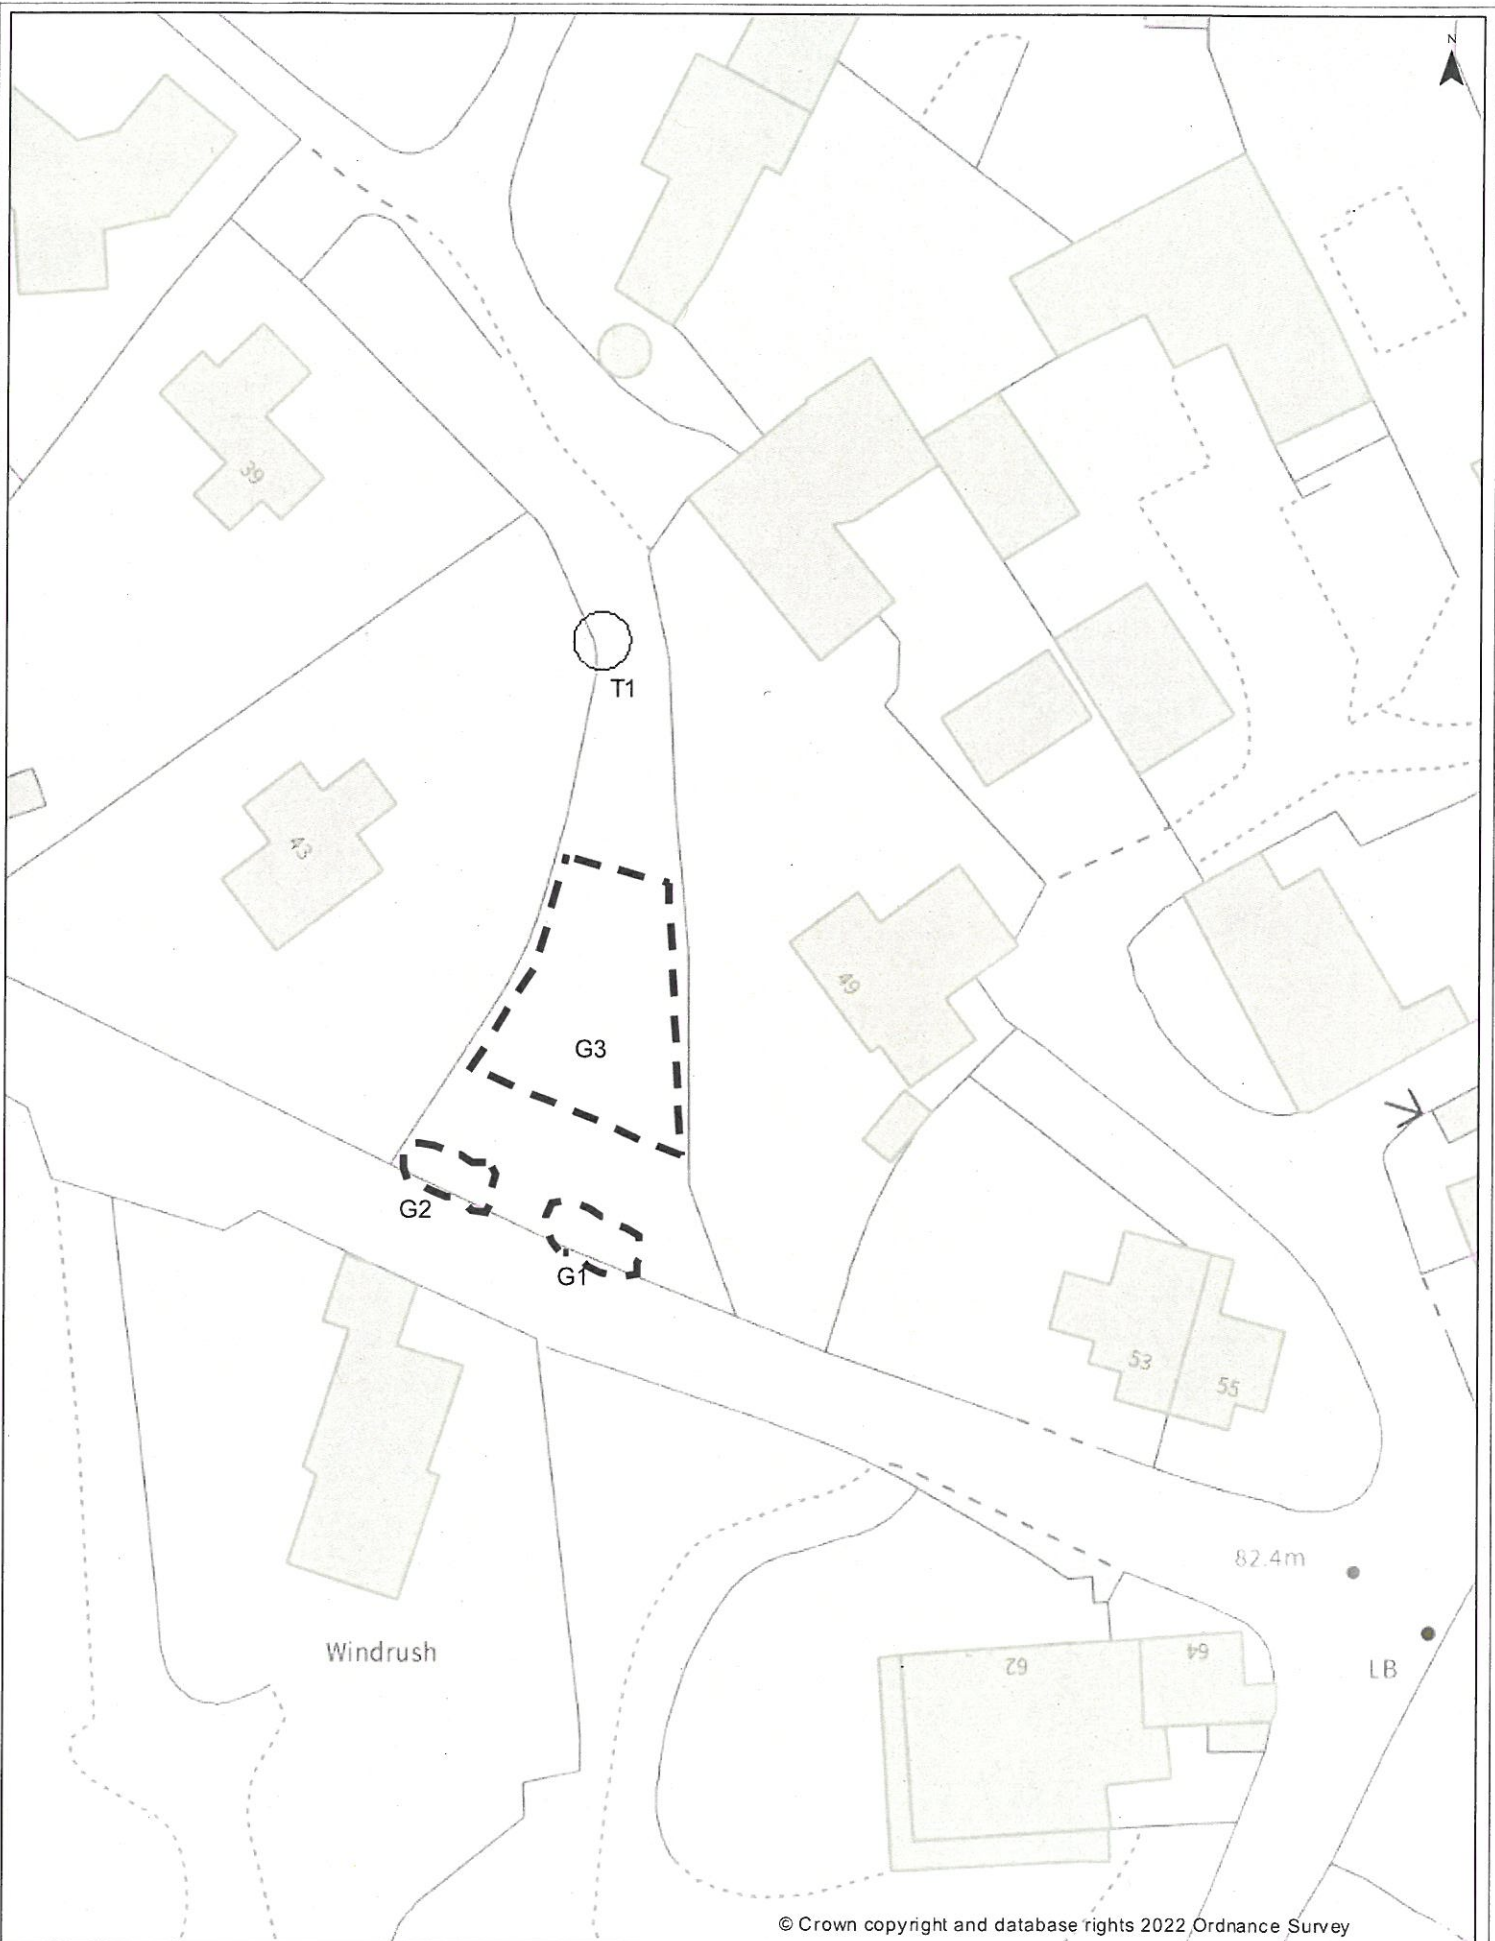 N
39
T1
43
49
G3
G2
G1
53
55
82.4m
Windrush
62
64
LB
© Crown copyright and database rights 2022 Ordnance Survey